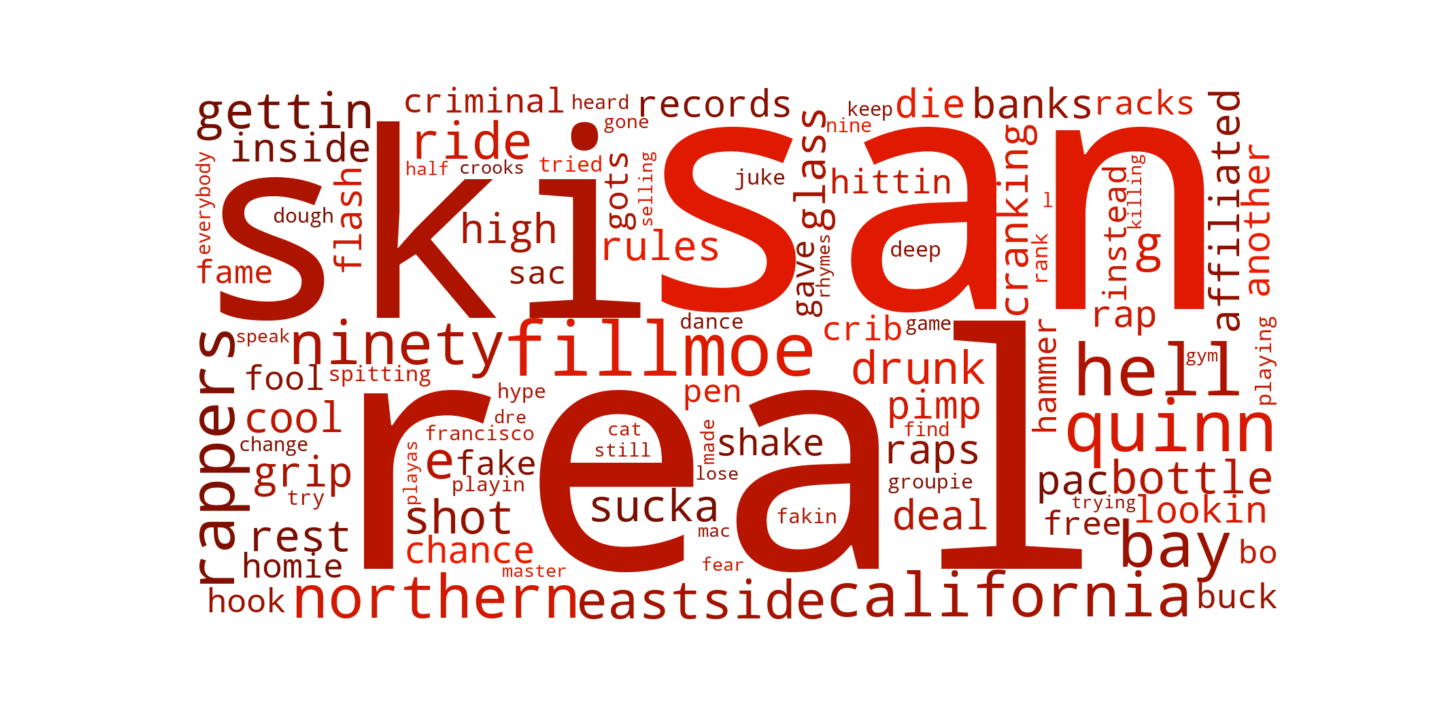 gettin
criminal
heard
records
keep
die
banks
racks
affiliated
inside
ride
gone
nine
everybody
half
crooks
tried
gots
selling
juke
glass
hittin
cranking
l
killing
instead
another
ski
san
dough
flash
high
rules
deep
rank
g
fame
sac
gave
rhymes
rap
speak
ninety
fillmoe
dance
crib
game
hammer
hell
gym
playing
rappers
fool
spitting
hype
pen
drunk
pimp
real
cool
dre
francisco
cat
still
made
shake
find
raps
quinn
change
grip
playas
e
fake
playin
lose
groupie
pac
bottle
try
sucka
fakin
deal
trying
free
lookin
rest
shot
mac
homie
chance
master
fear
bay
bo
hook
northern
eastside
california
buck